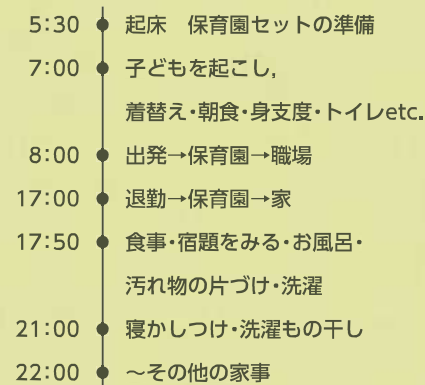 5:30 起床　保育園セットの準備
7:00 子どもを起こし,
着替え・朝食・身支度・トイレetc.
8:00 出発→保育園→職場
17:00 退勤→保育園→家
17:50 食事・宿題をみる・お風呂・
汚れ物の片づけ・洗濯
21:00 寝かしつけ・洗濯もの干し
22:00 〜その他の家事